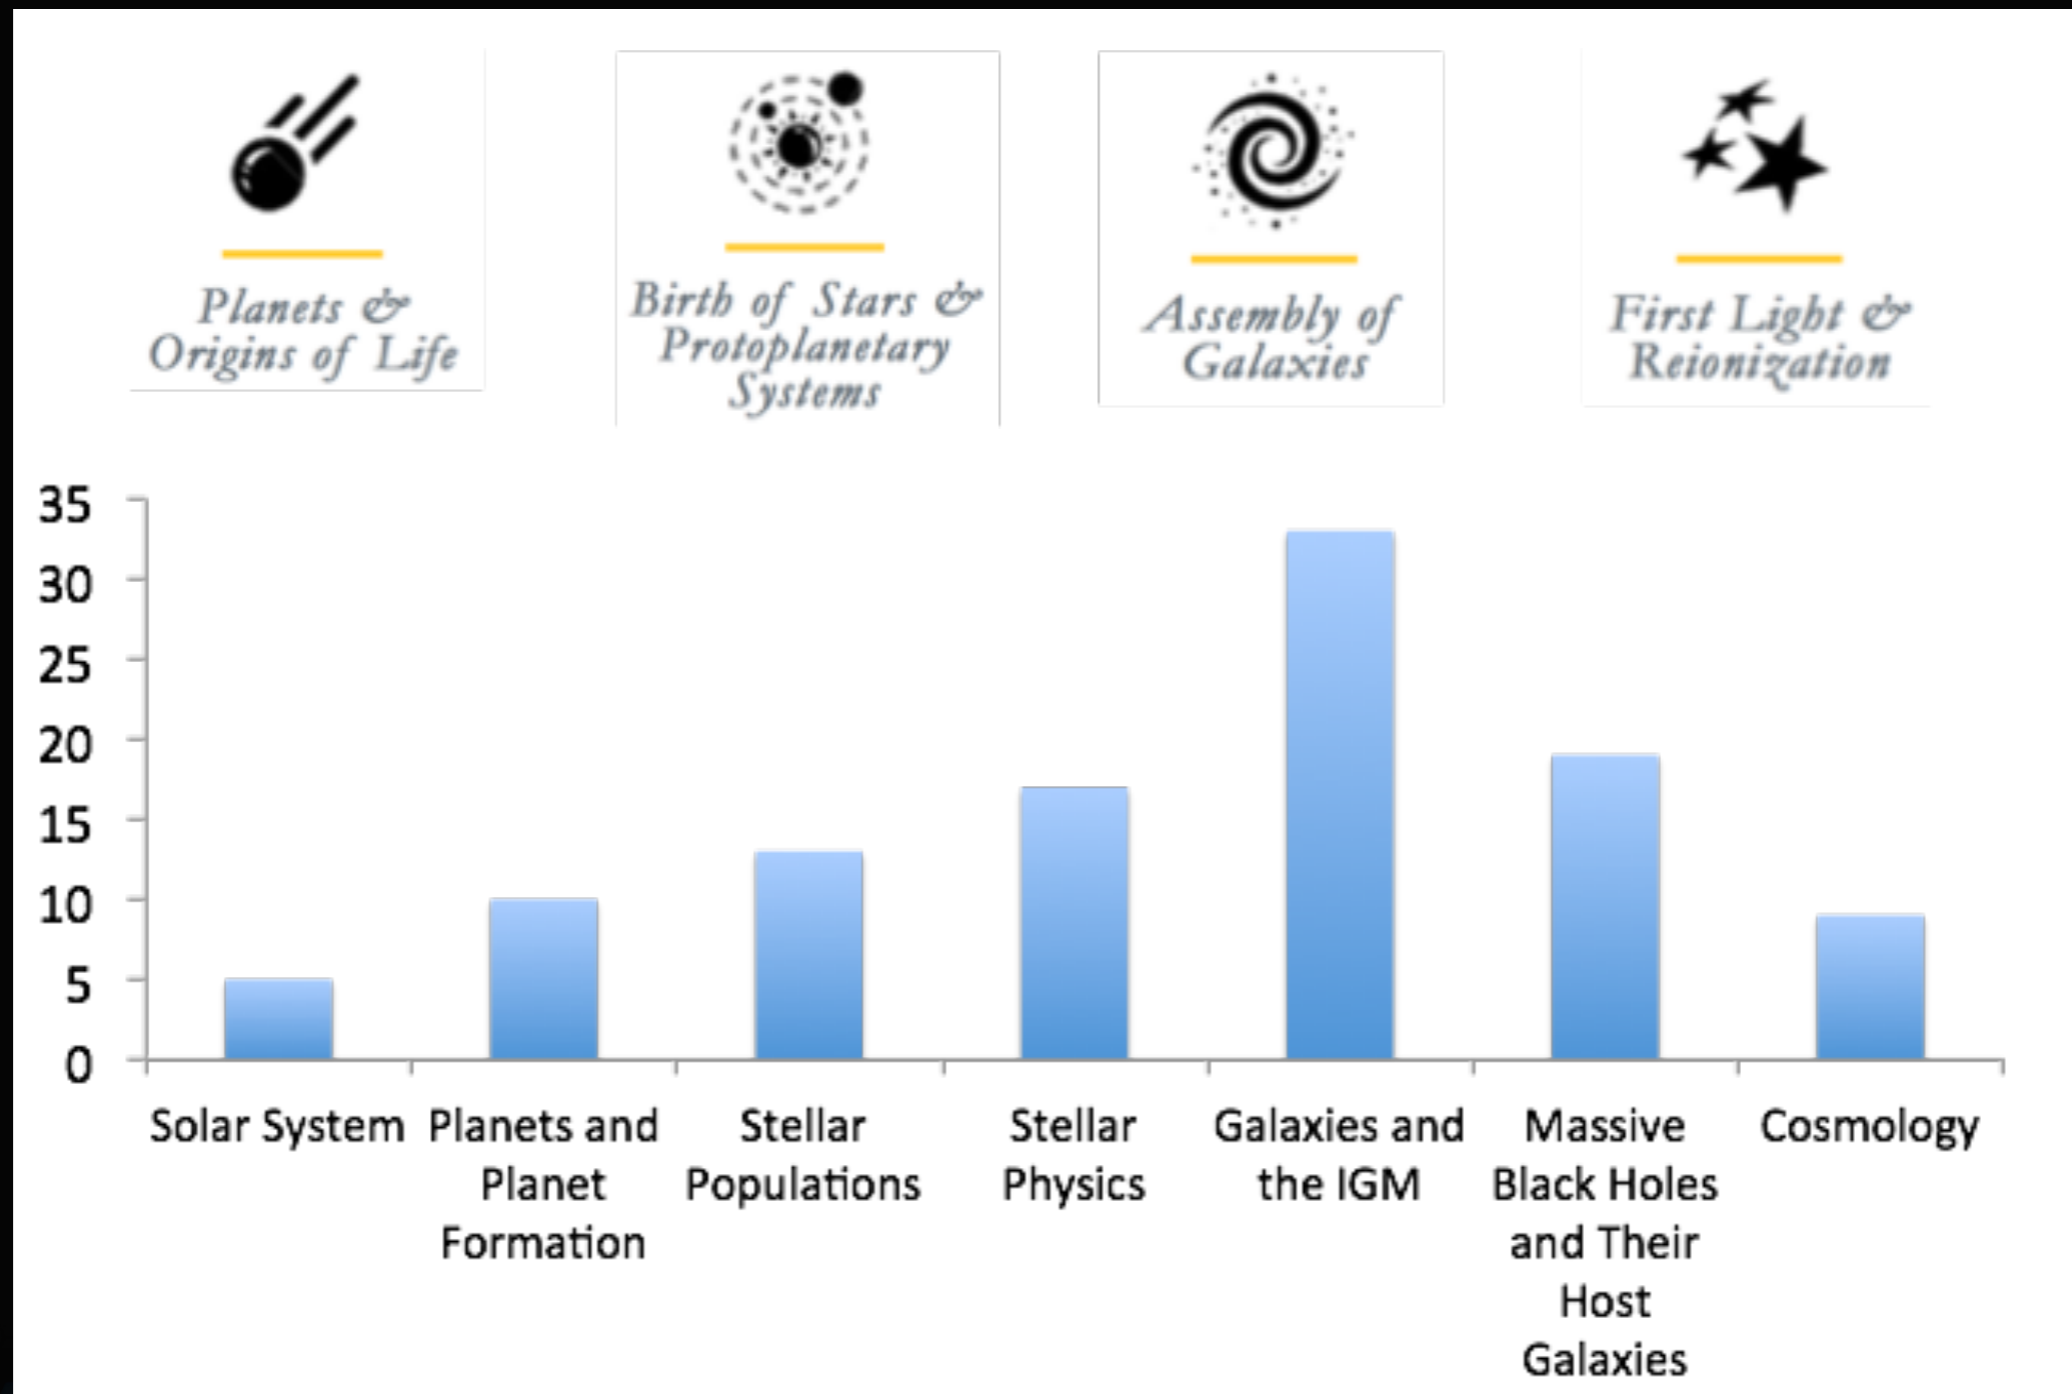 Planets &
Origins of Life
Birth of Stars &
Protoplanetary
Systems
Assembly of
Galaxies
First Light &
Reionization
35
30
25
20
15
10
5
0
Solar System
Planets and
Planet
Formation
Stellar
Populations
Stellar
Physics
Galaxies and
the IGM
Massive
Black Holes
and Their
Host
Galaxies
Cosmology